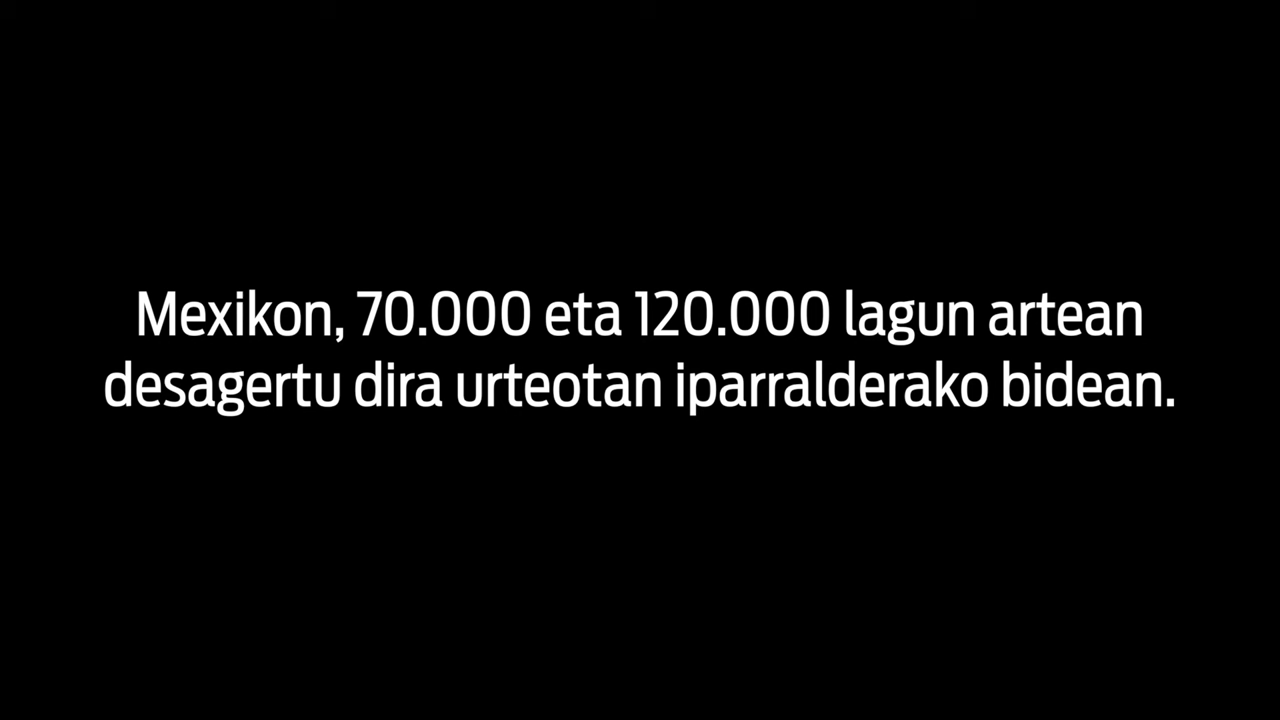 Mexikon, 70.000 eta 120.000 lagun artean
desagertu dira urteotan iparralderako bidean.